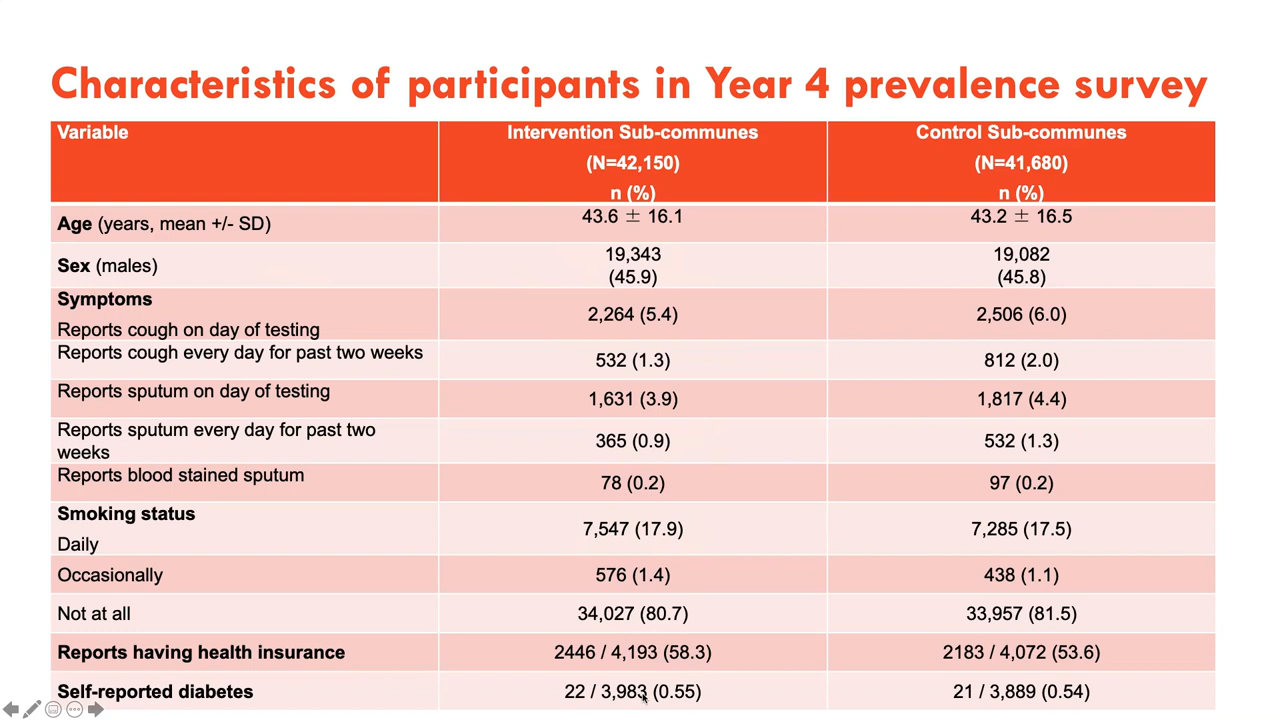 Characteristics of participants in Year 4 prevalence survey
Variable
Intervention Sub-communes
(N=42,150)
n (%)
Control Sub-communes
(N=41,680)
n (%)
Age (years, mean +/- SD)
43.6 ± 16.1
43.2 ± 16.5
Sex (males)
19,343
(45.9)
19,082
(45.8)
Symptoms
Reports cough on day of testing
2,264 (5.4)
2,506 (6.0)
Reports cough every day for past two weeks
532 (1.3)
812 (2.0)
Reports sputum on day of testing
1,631 (3.9)
1,817 (4.4)
Reports sputum every day for past two
weeks
365 (0.9)
532 (1.3)
Reports blood stained sputum
78 (0.2)
97 (0.2)
Smoking status
Daily
7,547 (17.9)
7,285 (17.5)
Occasionally
576 (1.4)
438 (1.1)
Not at all
34,027 (80.7)
33,957 (81.5)
Reports having health insurance
2446 / 4,193 (58.3)
2183 / 4,072 (53.6)
Self-reported diabetes
22 / 3,983 (0.55)
21 / 3,889 (0.54)